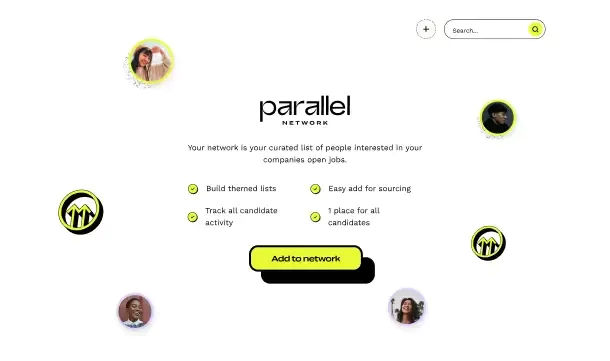 Search...
parallel
NETWORK
Your network is your curated list of people interested in your
companies open jobs.
Build themed lists
Easy add for sourcing
Track all candidate
activity
1 place for all
candidates
Add to network